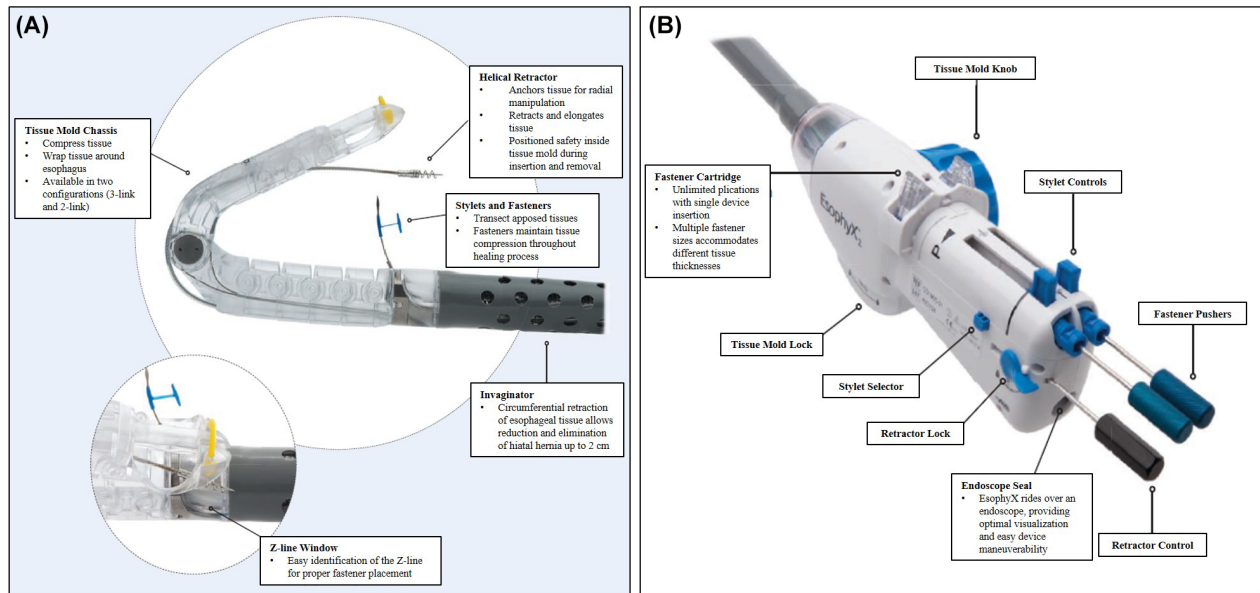 (A)
Helical Retractor
• Anchors tissue for radial
manipulation
• Retracts and elongates
tissue
• Positioned safety inside
tissue mold during
insertion and removal
Tissue Mold Chassis
• Compress tissue
• Wrap tissue around
esophagus
• Available in two
configurations (3-link
and 2-link)
Stylets and Fasteners
• Transect apposed tissues
• Fasteners maintain tissue
compression throughout
healing process
Invaginator
• Circumferential retraction
of esophageal tissue allows
reduction and elimination
of hiatal hernia up to 2 cm
Z-line Window
• Easy identification of the Z-line
for proper fastener placement
(B)
Tissue Mold Knob
Fastener Cartridge
• Unlimited plications
with single device
insertion
• Multiple fastener
sizes accommodates
different tissue
thicknesses
Stylet Controls
EsophyX2
P
Tissue Mold Lock
Fastener Pushers
Stylet Selector
Retractor Lock
Endoscope Seal
• EsophyX rides over an
endoscope, providing
optimal visualization
and easy device
maneuverability
Retractor Control